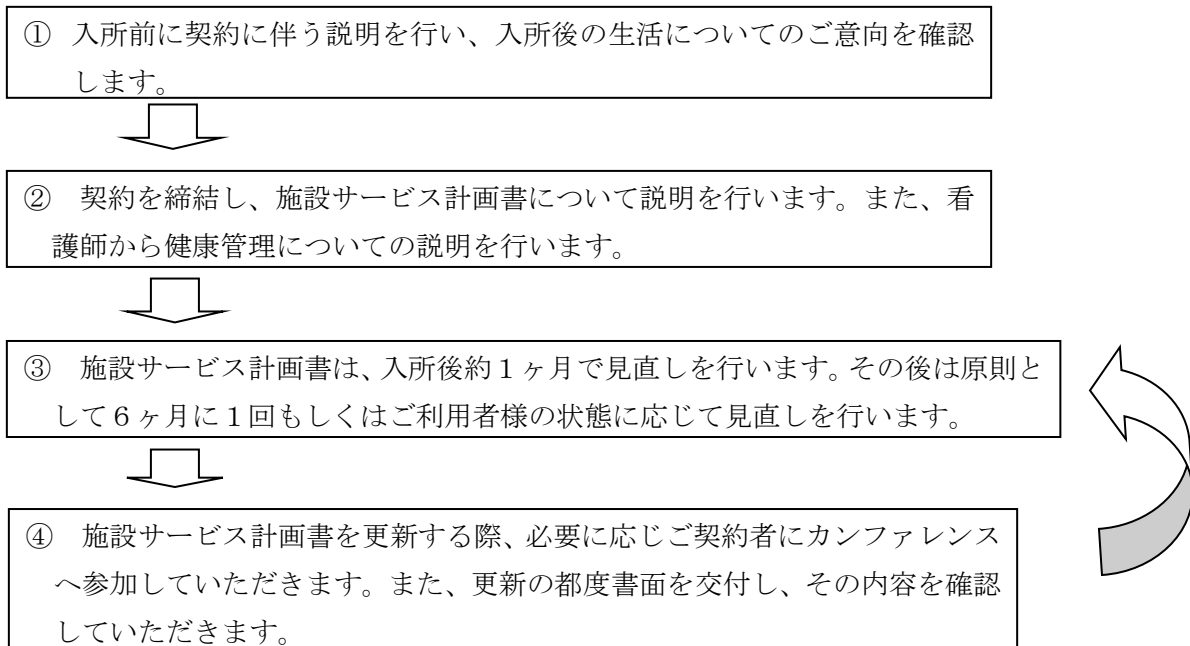 ① 入所前に契約に伴う説明を行い、入所後の生活についてのご意向を確認
します。
② 契約を締結し、施設サービス計画書について説明を行います。また、看
護師から健康管理についての説明を行います。
③ 施設サービス計画書は、入所後約１ヶ月で見直しを行います。その後は原則と
して６ヶ月に１回もしくはご利用者様の状態に応じて見直しを行います。
④ 施設サービス計画書を更新する際、必要に応じご契約者にカンファレンス
へ参加していただきます。また、更新の都度書面を交付し、その内容を確認
していただきます。